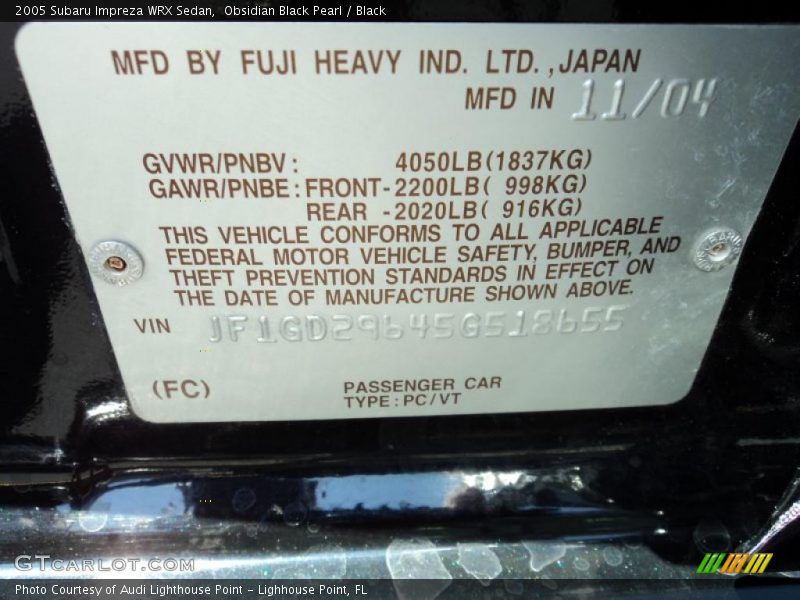 2005 Subaru Impreza WRX Sedan,  Obsidian Black Pearl / Black
MFD BY FUJI HEAVY IND. LTD.,JAPAN
MFD IN 11/04
GVWR/PNBV: 4050LB(1837KG)
GAWR/PNBE:FRONT-2200LB( 998KG)
REAR -2020LB( 916KG)
THIS VEHICLE CONFORMS TO ALL APPLICABLE
FEDERAL MOTOR VEHICLE SAFETY, BUMPER, AND
THEFT PREVENTION STANDARDS IN EFFECT ON
THE DATE OF MANUFACTURE SHOWN ABOVE.
VIN JF1GD29645G518655
(FC)
PASSENGER CAR
TYPE:PC/VT
GTCARLOT.COM
Photo Courtesy of Audi Lighthouse Point - Lighhouse Point, FL